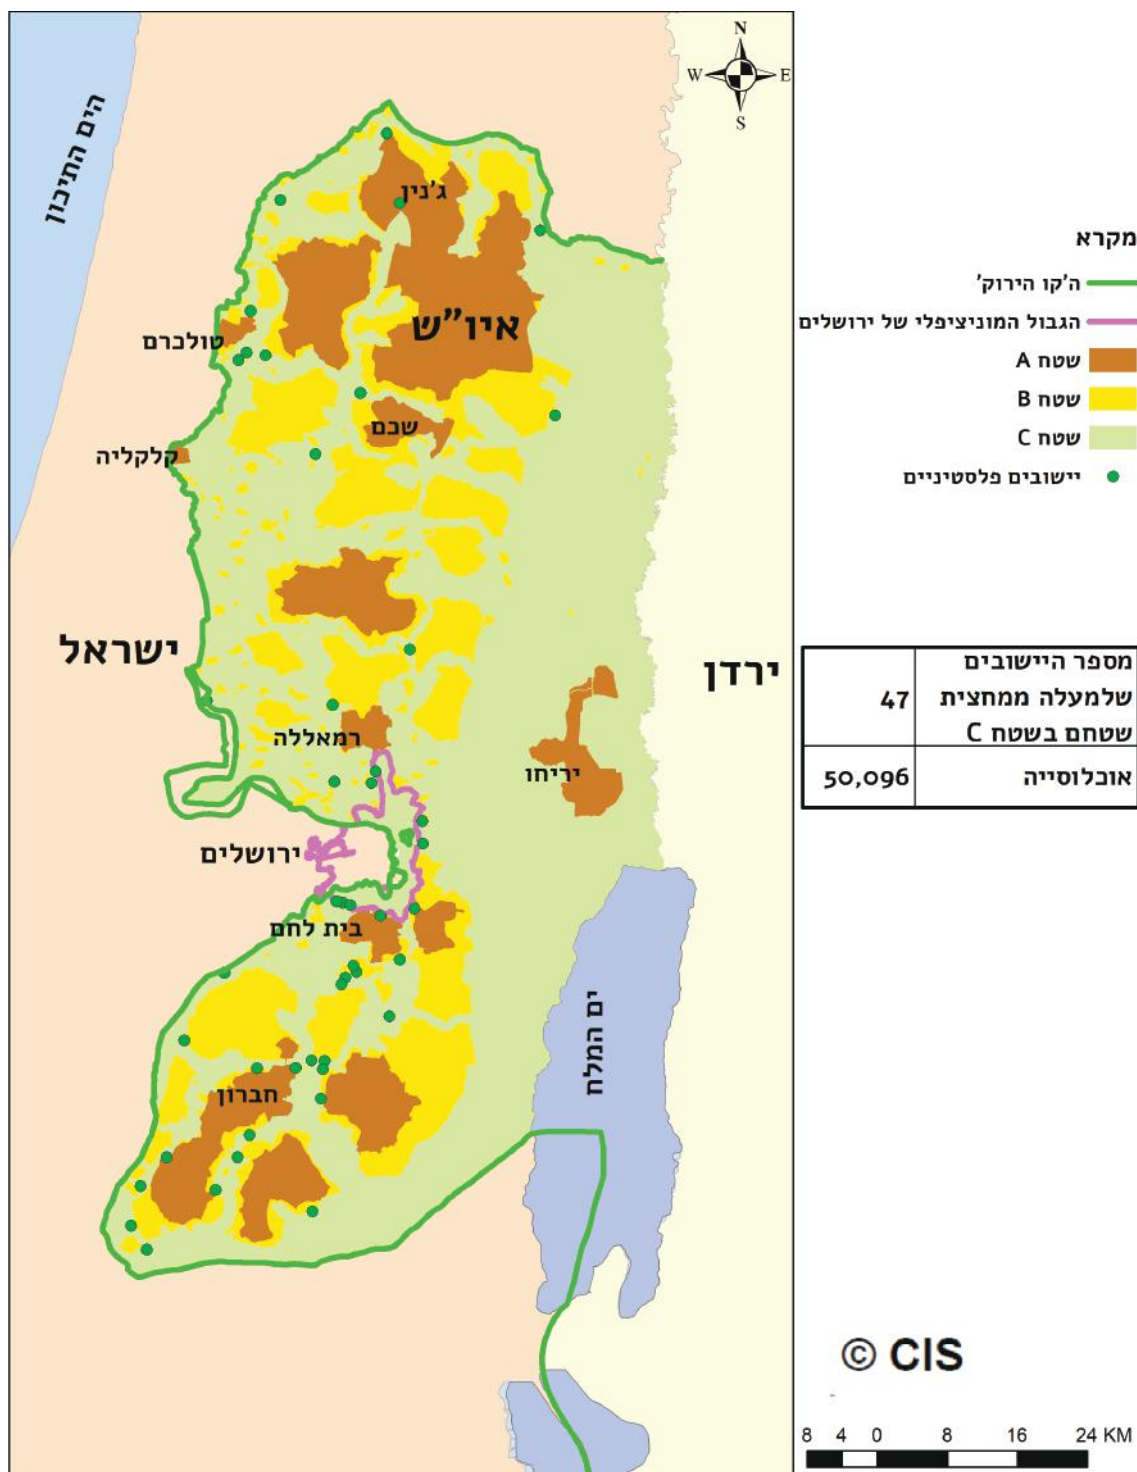 N
W E
S
הים התיכון
ג'נין
איו"ש
טולכרם
שכם
קלקליה
ישראל
ירדן
רמאללה
יריחו
ירושלים
בית לחם
ים המלח
חברון
מקרא
ה'קו הירוק'
הגבול המוניציפלי של ירושלים
שטח A
שטח B
שטח C
יישובים פלסטיניים
מספר היישובים
שלמעלה ממחצית 47
שטחם בשטח C
אוכלוסייה 50,096
© CIS
8 4 0 8 16 24 KM